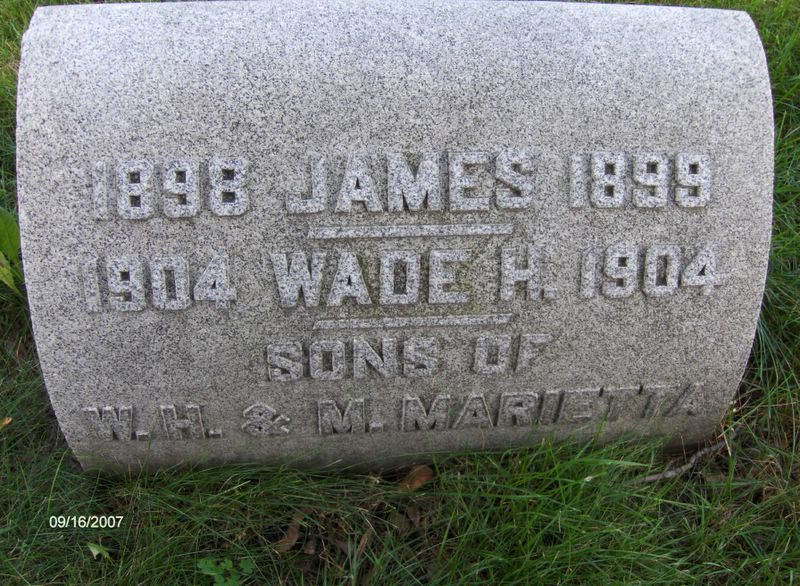 1898 JAMES 1899
1904 WADE H. 1904
SONS OF
W. H. & M. MARIETTA
09/16/2007